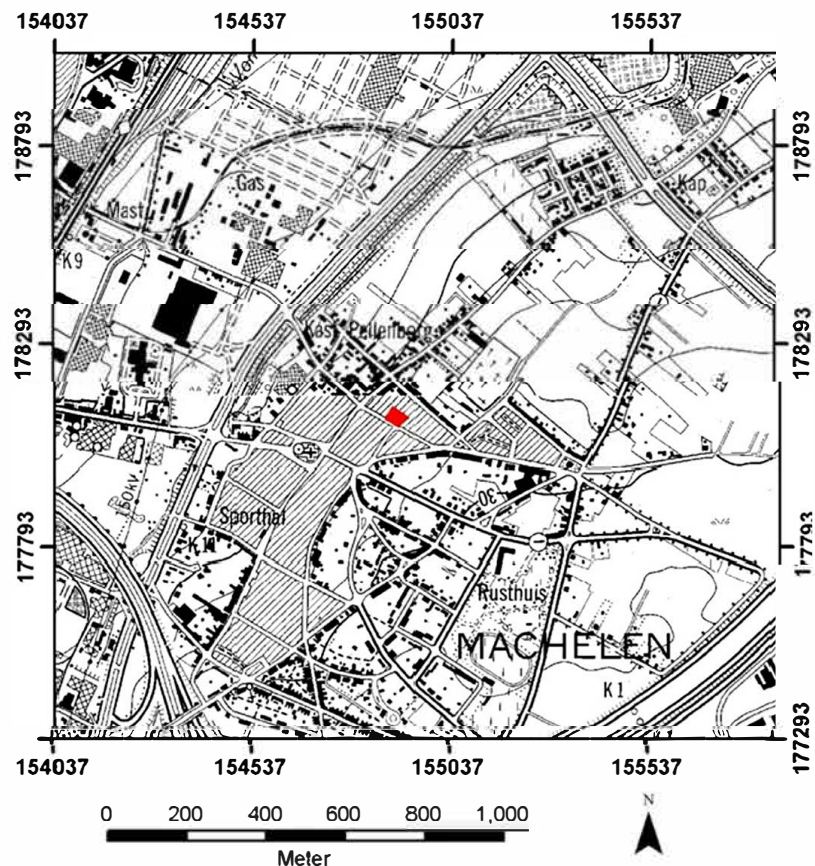 154037 154537 155037 155537
178793 178793
Gas
Kap
Mast
K9
178293 178293
Kast Pellenberg
150kV
30
Sporthal
K11
177793 177793
Rusthuis
MACHELEN
K1
177293
154037 154537 155037 155537
0 200 400 600 800 1,000
Meter
N